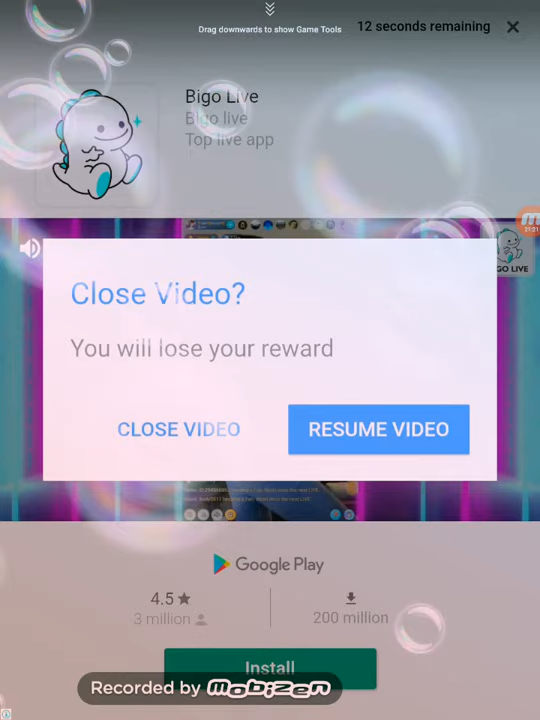 Drag downwards to show Game Tools
12 seconds remaining
Bigo Live
Bigo live
Top live app
GO LIVE
Close Video?
You will lose your reward
CLOSE VIDEO
RESUME VIDEO
Google Play
4.5★
3 million
200 million
Install
Recorded by MOBIZEN